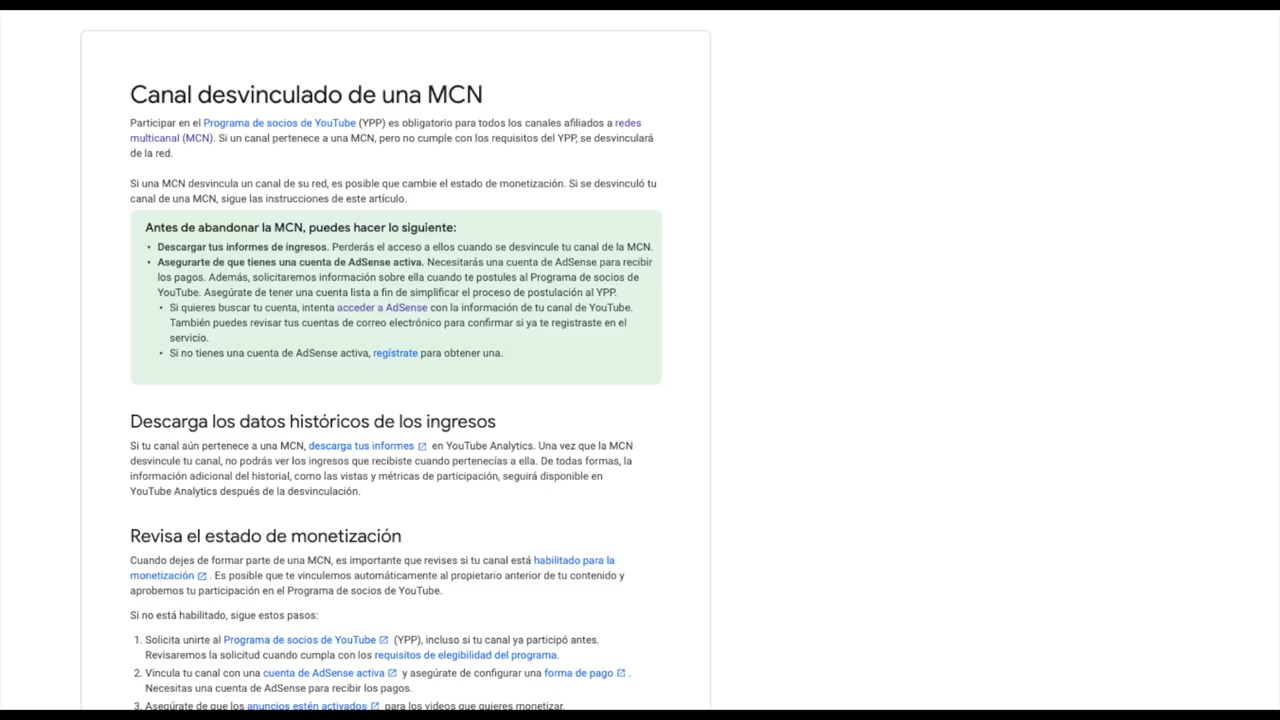 Canal desvinculado de una MCN
Participar en el Programa de socios de YouTube (YPP) es obligatorio para todos los canales afiliados a redes
multicanal (MCN). Si un canal pertenece a una MCN, pero no cumple con los requisitos del YPP, se desvinculará
de la red.
Si una MCN desvincula un canal de su red, es posible que cambie el estado de monetización. Si se desvinculó tu
canal de una MCN, sigue las instrucciones de este artículo.
Antes de abandonar la MCN, puedes hacer lo siguiente:
• Descargar tus informes de ingresos. Perderás el acceso a ellos cuando se desvincule tu canal de la MCN.
• Asegurarte de que tienes una cuenta de AdSense activa. Necesitarás una cuenta de AdSense para recibir
los pagos. Además, solicitaremos información sobre ella cuando te postules al Programa de socios de
YouTube. Asegúrate de tener una cuenta lista a fin de simplificar el proceso de postulación al YPP.
• Si quieres buscar tu cuenta, intenta acceder a AdSense con la información de tu canal de YouTube.
También puedes revisar tus cuentas de correo electrónico para confirmar si ya te registraste en el
servicio.
• Si no tienes una cuenta de AdSense activa, regístrate para obtener una.
Descarga los datos históricos de los ingresos
Si tu canal aún pertenece a una MCN, descarga tus informes en YouTube Analytics. Una vez que la MCN
desvincule tu canal, no podrás ver los ingresos que recibiste cuando pertenecías a ella. De todas formas, la
información adicional del historial, como las vistas y métricas de participación, seguirá disponible en
YouTube Analytics después de la desvinculación.
Revisa el estado de monetización
Cuando dejes de formar parte de una MCN, es importante que revises si tu canal está habilitado para la
monetización . Es posible que te vinculemos automáticamente al propietario anterior de tu contenido y
aprobemos tu participación en el Programa de socios de YouTube.
Si no está habilitado, sigue estos pasos:
1. Solicita unirte al Programa de socios de YouTube (YPP), incluso si tu canal ya participó antes.
Revisaremos la solicitud cuando cumpla con los requisitos de elegibilidad del programa.
2. Vincula tu canal con una cuenta de AdSense activa y asegúrate de configurar una forma de pago .
Necesitas una cuenta de AdSense para recibir los pagos.
3. Asegúrate de que los anuncios estén activados para los videos que quieres monetizar.